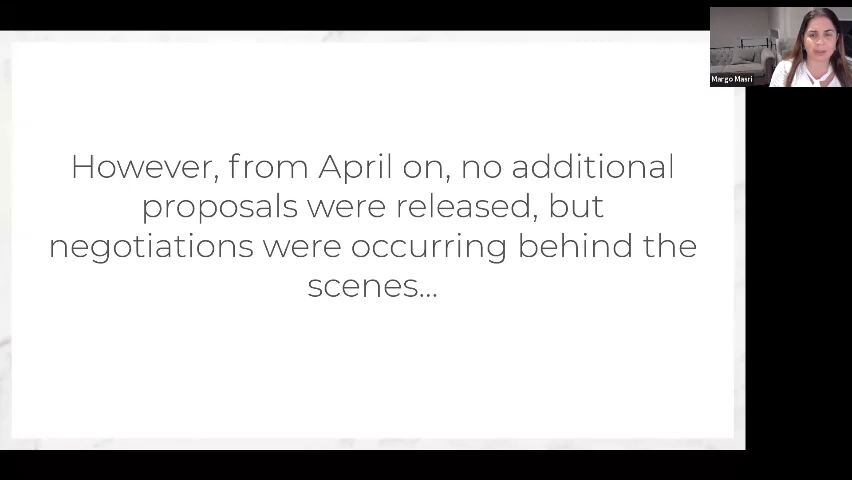 However, from April on, no additional
proposals were released, but
negotiations were occurring behind the
scenes...
Margo Masri